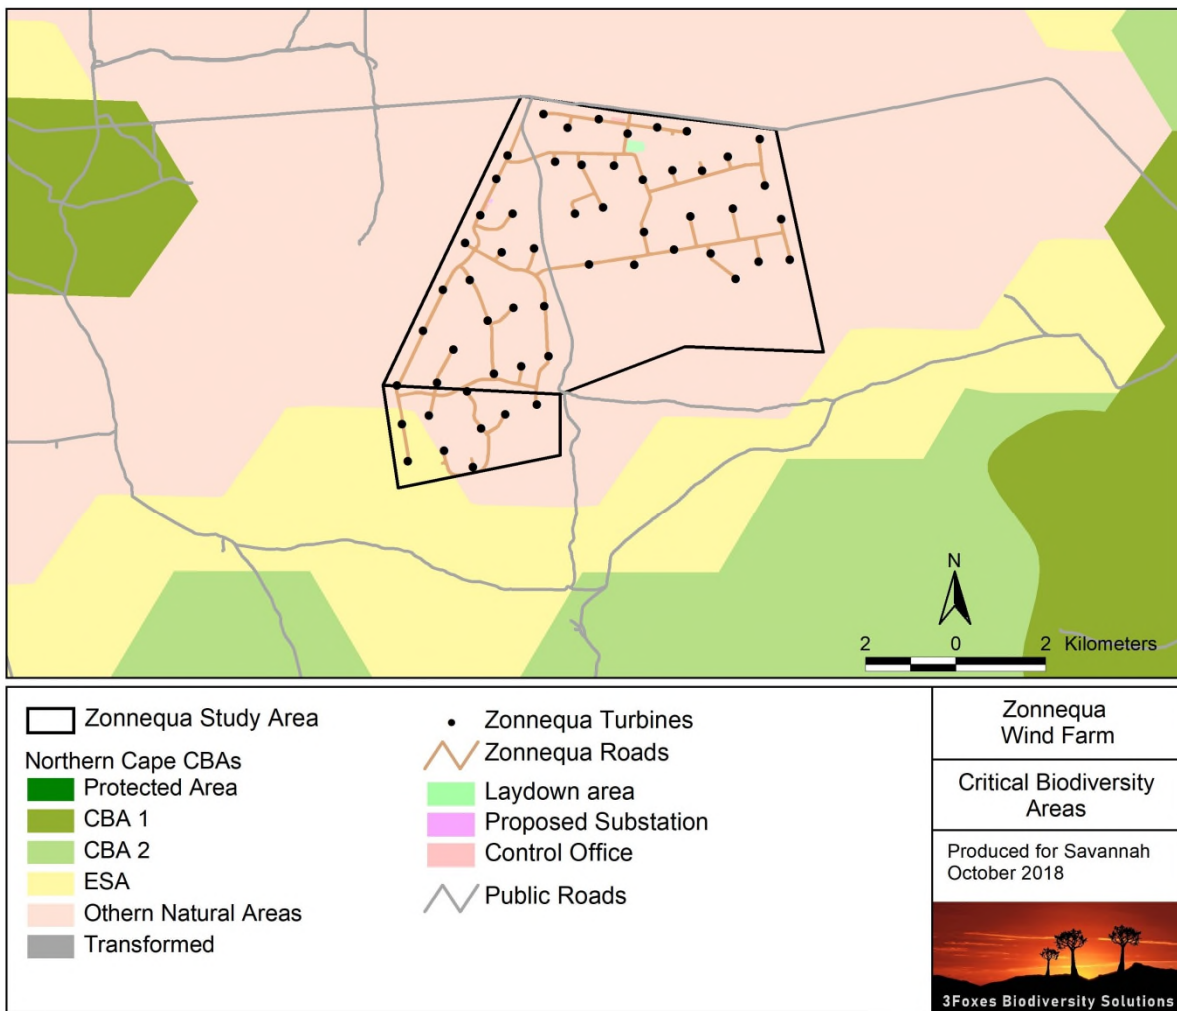 N
2 0 2 Kilometers
Zonnequa Study Area
Northern Cape CBAs
Protected Area
CBA 1
CBA 2
ESA
Othern Natural Areas
Transformed
Zonnequa Turbines
Zonnequa Roads
Laydown area
Proposed Substation
Control Office
Public Roads
Zonnequa
Wind Farm
Critical Biodiversity
Areas
Produced for Savannah
October 2018
3Foxes Biodiversity Solutions